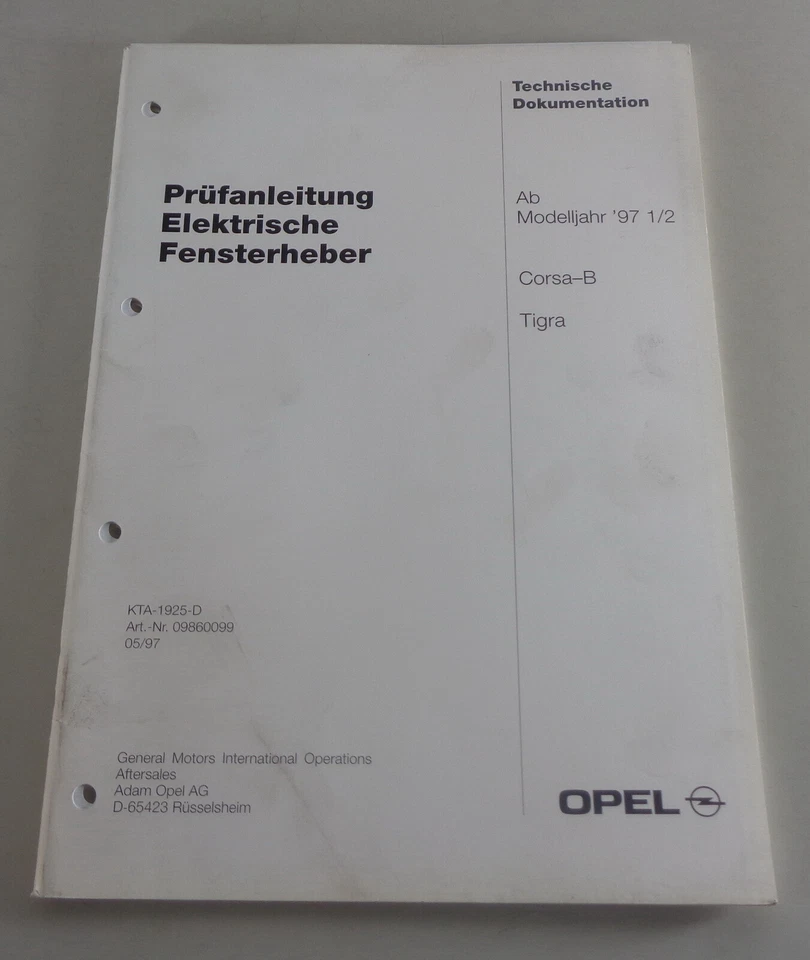 Technische
Dokumentation
Prüfanleitung
Elektrische
Fensterheber
Ab
Modelljahr '97 1/2
Corsa–B
Tigra
KTA-1925-D
Art.-Nr. 09860099
05/97
General Motors International Operations
Aftersales
Adam Opel AG
D-65423 Rüsselsheim
OPEL